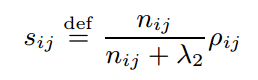 s_{ij} \stackrel{\text{def}}{=} \frac{n_{ij}}{n_{ij} + \lambda_2} \rho_{ij}